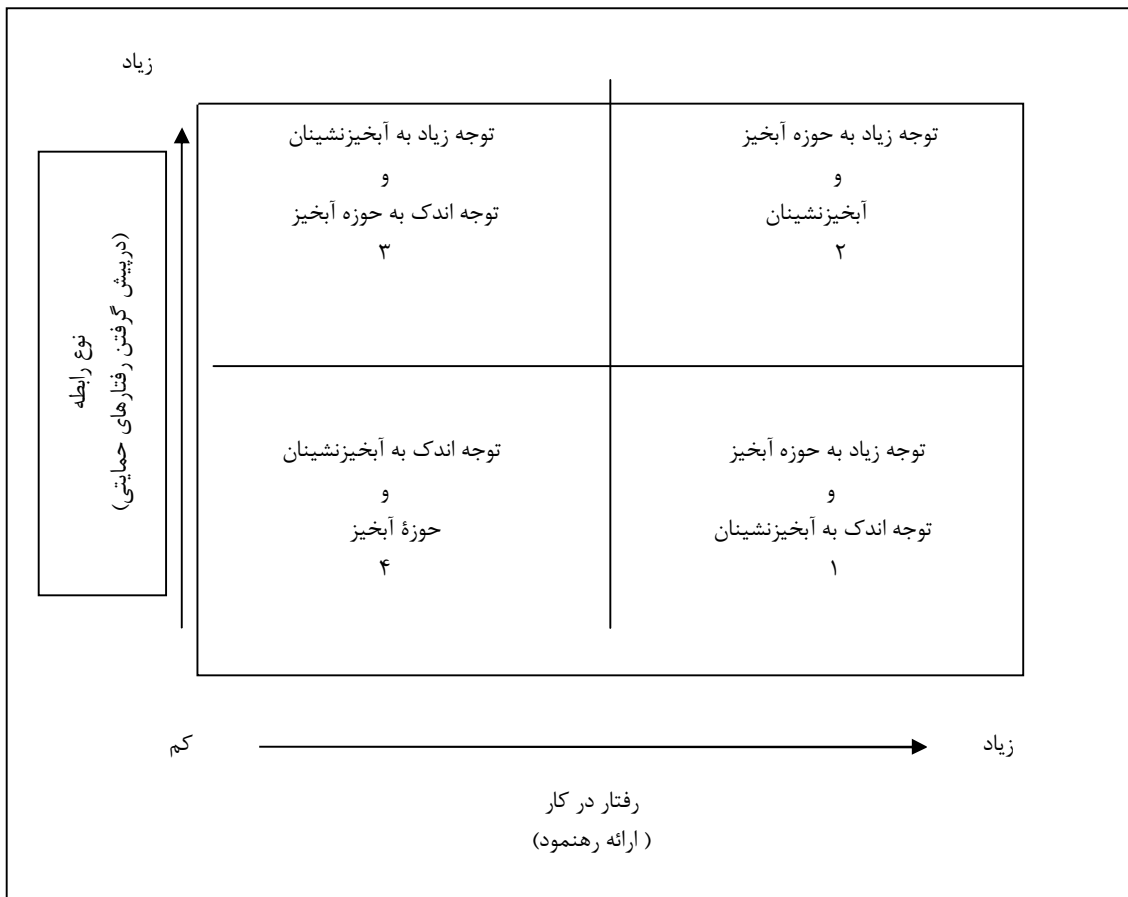 زیاد
توجه زیاد به حوزه آبخیز
و
آبخیزنشینان
۲
توجه زیاد به آبخیزنشینان
و
توجه اندک به حوزه آبخیز
۳
نوع رابطه
(درپیش گرفتن رفتارهای حمایتی)
توجه زیاد به حوزه آبخیز
و
توجه اندک به آبخیزنشینان
۱
توجه اندک به آبخیزنشینان
و
حوزۀ آبخیز
۴
زیاد
کم
رفتار در کار
( ارائه رهنمود)